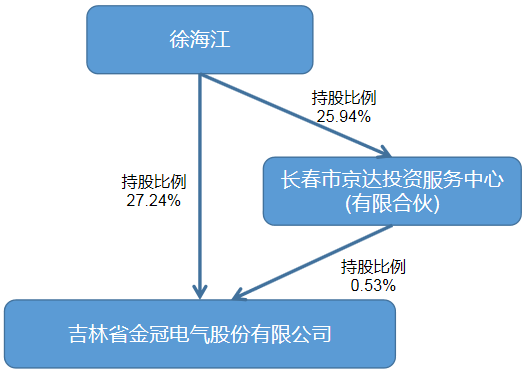 徐海江
持股比例
25.94%
持股比例
27.24%
长春市京达投资服务中心
(有限合伙)
持股比例
0.53%
吉林省金冠电气股份有限公司